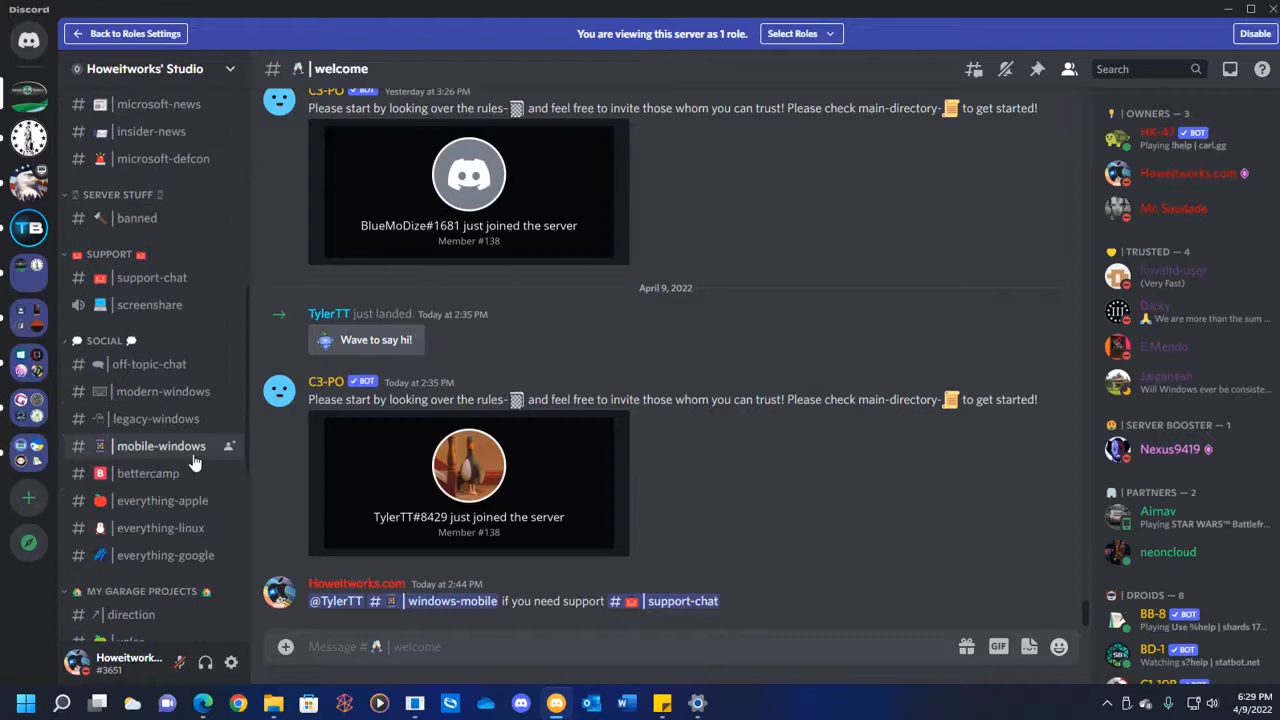 Discord
Back to Roles Settings
You are viewing this server as 1 role.
Select Roles
Disable
Howeitworks' Studio
# | welcome
Search
# | microsoft-news
# | insider-news
# | microsoft-defcon
SERVER STUFF
# | banned
SUPPORT
# | support-chat
| screenshare
SOCIAL
# | off-topic-chat
# | modern-windows
# | legacy-windows
# | mobile-windows
# | bettercamp
# | everything-apple
# | everything-linux
# | everything-google
MY GARAGE PROJECTS
# | direction
Howeitwork...
#3651
C3-PO BOT Yesterday at 3:26 PM
Please start by looking over the rules- and feel free to invite those whom you can trust! Please check main-directory- to get started!
BlueMoDize#1681 just joined the server
Member #138
April 9, 2022
TylerTT just landed. Today at 2:35 PM
Wave to say hi!
C3-PO BOT Today at 2:35 PM
Please start by looking over the rules- and feel free to invite those whom you can trust! Please check main-directory- to get started!
TylerTT#8429 just joined the server
Member #138
Howeitworks.com Today at 2:44 PM
@TylerTT # | windows-mobile if you need support # | support-chat
Message # | welcome
GIF
| OWNERS — 3
HK-47 BOT
Playing !help | carl.gg
Howeitworks.com
Mr. Saudade
| TRUSTED — 4
!nvalid-user
(Very Fast)
Dicky
We are more than the sum ...
E Mendo
Jaiganesh
Will Windows ever be consiste...
| SERVER BOOSTER — 1
Nexus9419
| PARTNERS — 2
Airnav
Playing STAR WARS™ Battlefr...
neoncloud
| DROIDS — 8
BB-8 BOT
Playing Use %help | shards 17...
BD-1 BOT
Watching s?help | statbot.net
6:29 PM
4/9/2022